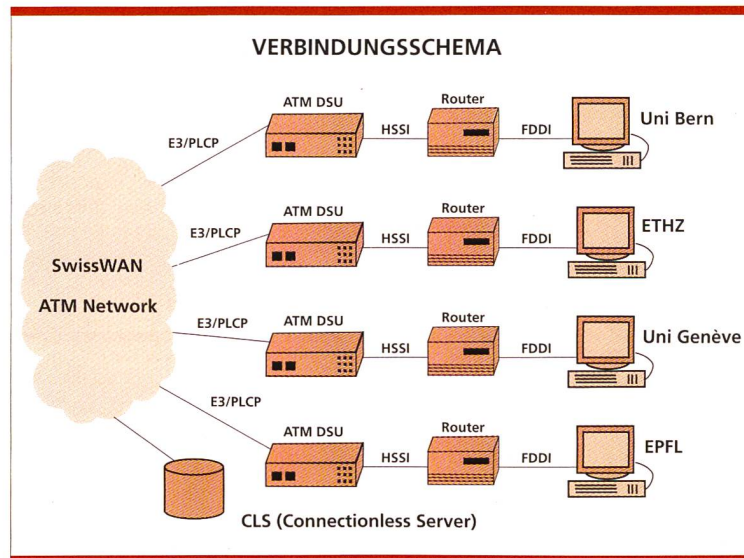 VERBINDUNGSSCHEMA
ATM DSU
Router
Uni Bern
E3/PLCP
HSSI
FDDI
ATM DSU
Router
ETHZ
E3/PLCP
HSSI
FDDI
SwissWAN
ATM Network
ATM DSU
Router
Uni Genève
E3/PLCP
HSSI
FDDI
ATM DSU
Router
EPFL
E3/PLCP
HSSI
FDDI
CLS (Connectionless Server)